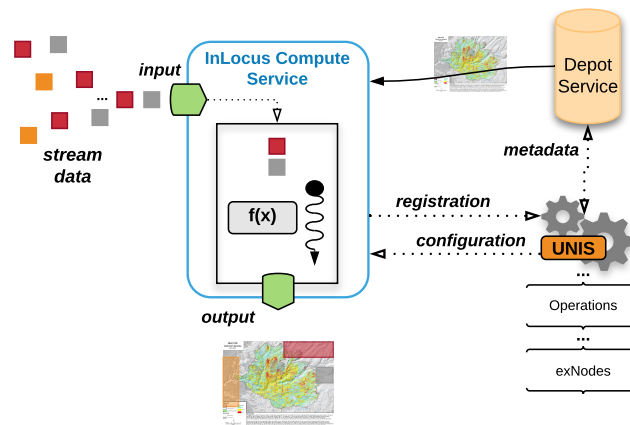 input
InLocus Compute
Service
Depot
Service
...
stream
data
metadata
f(x)
registration
configuration
UNIS
output
...
Operations
...
exNodes